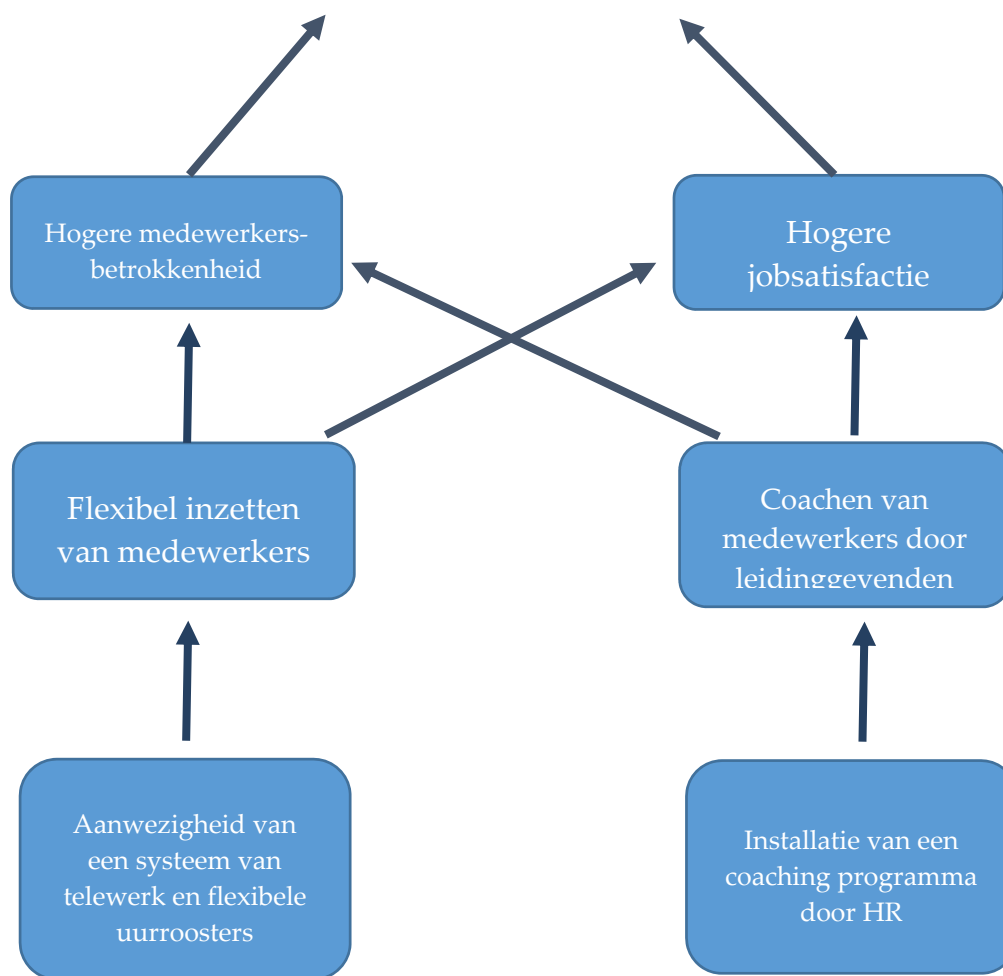 Hogere medewerkers-
betrokkenheid
Hogere
jobsatisfactie
Flexibel inzetten
van medewerkers
Coachen van
medewerkers door
leidinggevenden
Aanwezigheid van
een systeem van
telewerk en flexibele
uurroosters
Installatie van een
coaching programma
door HR